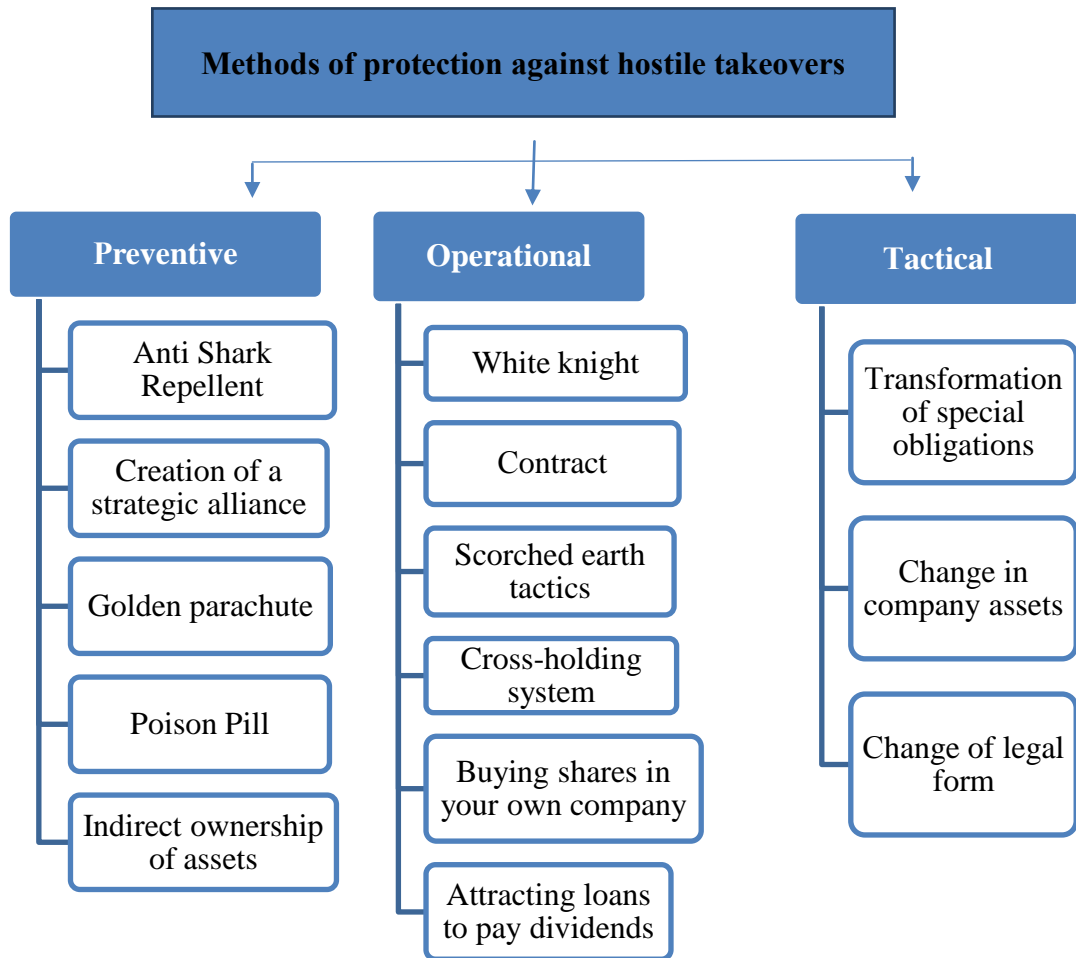 Methods of protection against hostile takeovers
Preventive
Anti Shark
Repellent
Creation of a
strategic alliance
Golden parachute
Poison Pill
Indirect ownership
of assets
Operational
White knight
Contract
Scorched earth
tactics
Cross-holding
system
Buying shares in
your own company
Attracting loans
to pay dividends
Tactical
Transformation
of special
obligations
Change in
company assets
Change of legal
form